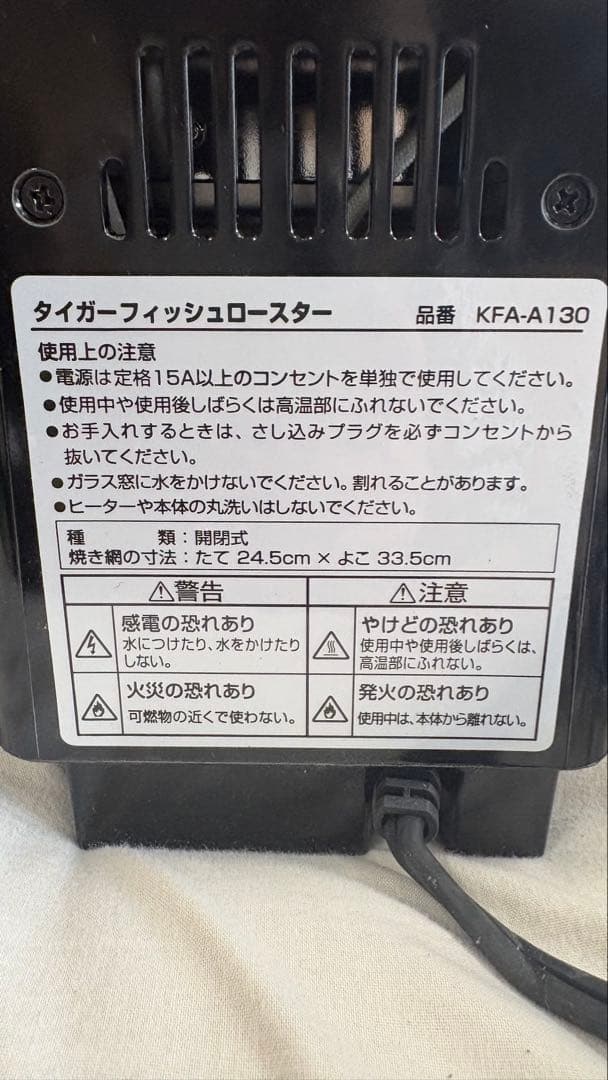 タイガーフィッシュロースター 品番 KFA-A130
使用上の注意
●電源は定格15A以上のコンセントを単独で使用してください。
●使用中や使用後しばらくは高温部にふれないでください。
●お手入れするときは、さし込みプラグを必ずコンセントから
抜いてください。
●ガラス窓に水をかけないでください。割れることがあります。
●ヒーターや本体の丸洗いはしないでください。
種 類：開閉式
焼き網の寸法：たて 24.5cm × よこ 33.5cm
⚠警告
感電の恐れあり
水につけたり、水をかけたり
しない。
火災の恐れあり
可燃物の近くで使わない。
⚠注意
やけどの恐れあり
使用中や使用後しばらくは、
高温部にふれない。
発火の恐れあり
使用中は、本体から離れない。